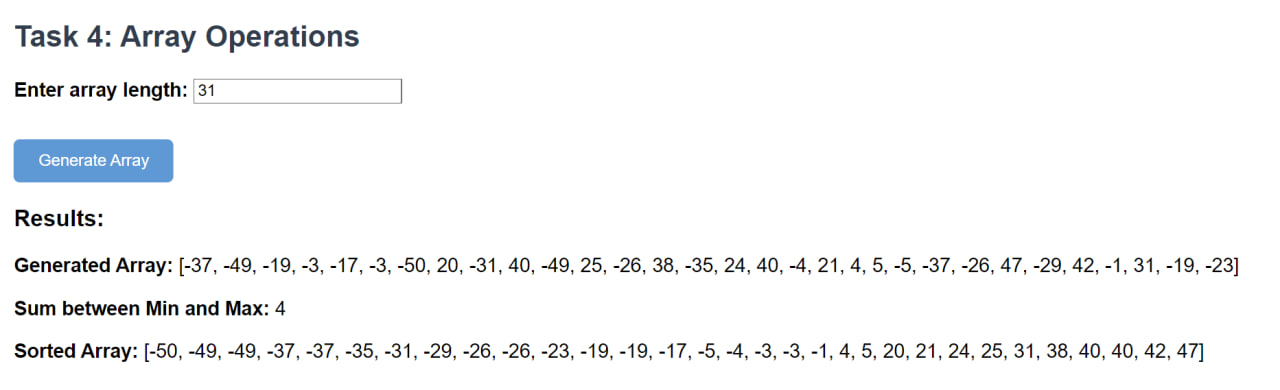 Task 4: Array Operations
Enter array length: 31
Generate Array
Results:
Generated Array: [-37, -49, -19, -3, -17, -3, -50, 20, -31, 40, -49, 25, -26, 38, -35, 24, 40, -4, 21, 4, 5, -5, -37, -26, 47, -29, 42, -1, 31, -19, -23]
Sum between Min and Max: 4
Sorted Array: [-50, -49, -49, -37, -37, -35, -31, -29, -26, -26, -23, -19, -19, -17, -5, -4, -3, -3, -1, 4, 5, 20, 21, 24, 25, 31, 38, 40, 40, 42, 47]